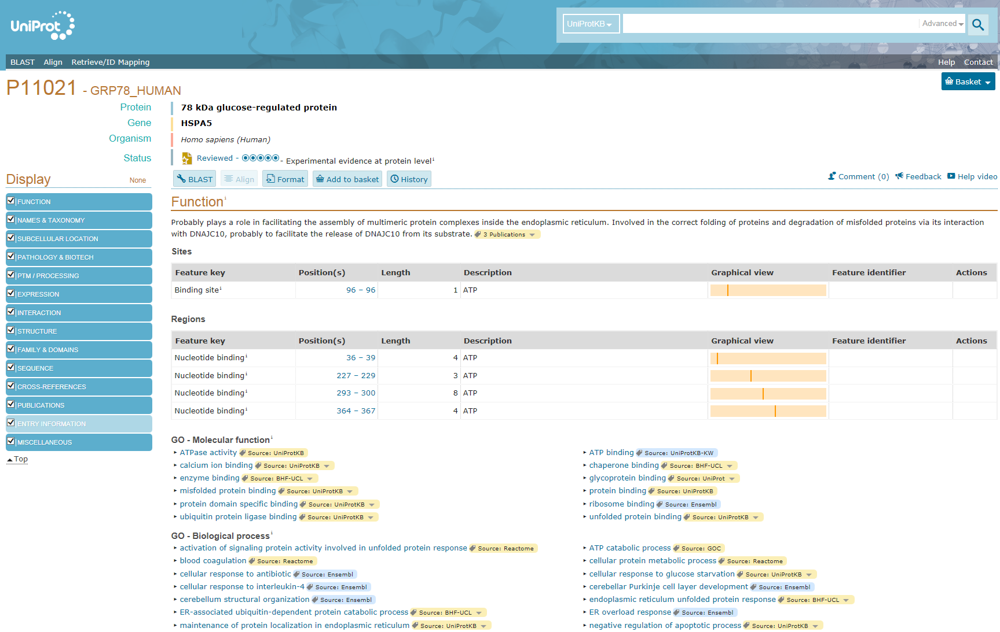 UniProt
UniProtKB
Advanced
BLAST Align Retrieve/ID Mapping Help Contact
P11021 - GRP78_HUMAN
Basket
Protein 78 kDa glucose-regulated protein
Gene HSPA5
Organism Homo sapiens (Human)
Status Reviewed - - Experimental evidence at protein level i
Display None
BLAST Align Format Add to basket History Comment (0) Feedback Help video
FUNCTION
NAMES & TAXONOMY
SUBCELLULAR LOCATION
PATHOLOGY & BIOTECH
PTM / PROCESSING
EXPRESSION
INTERACTION
STRUCTURE
FAMILY & DOMAINS
SEQUENCE
CROSS-REFERENCES
PUBLICATIONS
ENTRY INFORMATION
MISCELLANEOUS
Top
Function i
Probably plays a role in facilitating the assembly of multimeric protein complexes inside the endoplasmic reticulum. Involved in the correct folding of proteins and degradation of misfolded proteins via its interaction
with DNAJC10, probably to facilitate the release of DNAJC10 from its substrate. 3 Publications
Sites
Feature key Position(s) Length Description Graphical view Feature identifier Actions
Binding site i 96 – 96 1 ATP
Regions
Feature key Position(s) Length Description Graphical view Feature identifier Actions
Nucleotide binding i 36 – 39 4 ATP
Nucleotide binding i 227 – 229 3 ATP
Nucleotide binding i 293 – 300 8 ATP
Nucleotide binding i 364 – 367 4 ATP
GO - Molecular function i
ATPase activity Source: UniProtKB
ATP binding Source: UniProtKB-KW
calcium ion binding Source: UniProtKB
chaperone binding Source: BHF-UCL
enzyme binding Source: BHF-UCL
glycoprotein binding Source: UniProt
misfolded protein binding Source: UniProtKB
protein binding Source: UniProtKB
protein domain specific binding Source: UniProtKB
ribosome binding Source: Ensembl
ubiquitin protein ligase binding Source: UniProtKB
unfolded protein binding Source: UniProtKB
GO - Biological process i
activation of signaling protein activity involved in unfolded protein response Source: Reactome
ATP catabolic process Source: GOC
blood coagulation Source: Reactome
cellular protein metabolic process Source: Reactome
cellular response to antibiotic Source: Ensembl
cellular response to glucose starvation Source: UniProtKB
cellular response to interleukin-4 Source: Ensembl
cerebellar Purkinje cell layer development Source: Ensembl
cerebellum structural organization Source: Ensembl
endoplasmic reticulum unfolded protein response Source: BHF-UCL
ER-associated ubiquitin-dependent protein catabolic process Source: BHF-UCL
ER overload response Source: Ensembl
maintenance of protein localization in endoplasmic reticulum Source: UniProtKB
negative regulation of apoptotic process Source: UniProtKB